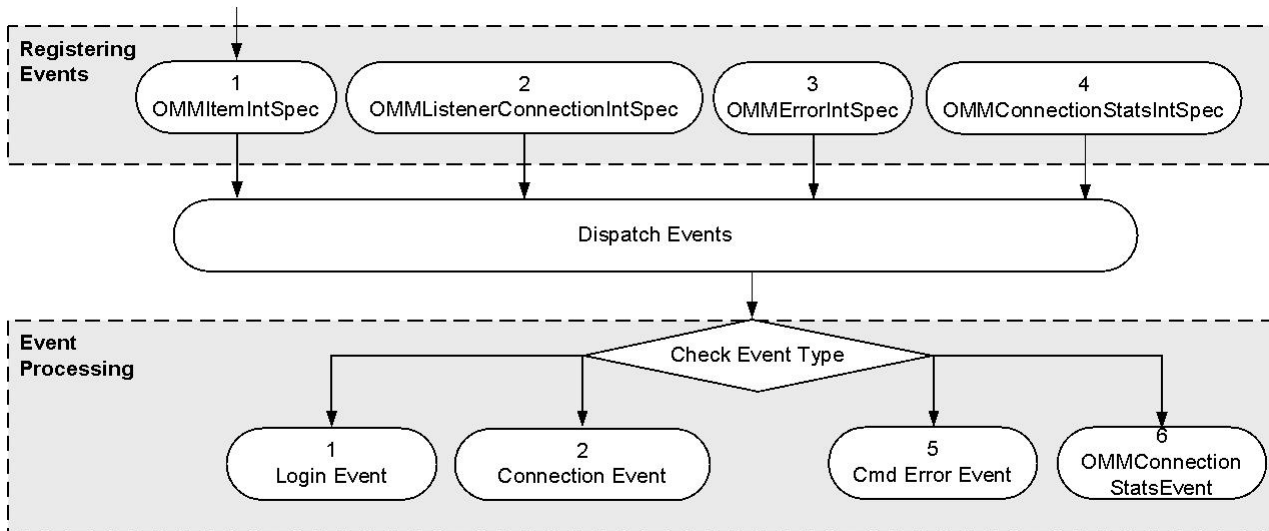 Registering
Events
1
OMMItemIntSpec
2
OMMListenerConnectionIntSpec
3
OMMErrorIntSpec
4
OMMConnectionStatsIntSpec
Dispatch Events
Event
Processing
Check Event Type
1
Login Event
2
Connection Event
5
Cmd Error Event
6
OMMConnection
StatsEvent